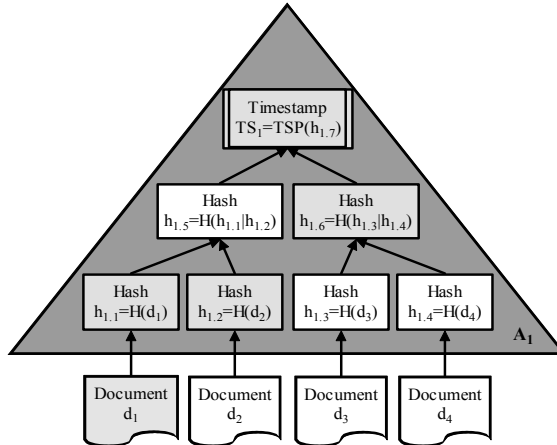 Timestamp
TS₁=TSP(h₁.₇)
Hash
h₁.₅=H(h₁.₁|h₁.₂)
Hash
h₁.₆=H(h₁.₃|h₁.₄)
Hash
h₁.₁=H(d₁)
Hash
h₁.₂=H(d₂)
Hash
h₁.₃=H(d₃)
Hash
h₁.₄=H(d₄)
A₁
Document
d₁
Document
d₂
Document
d₃
Document
d₄